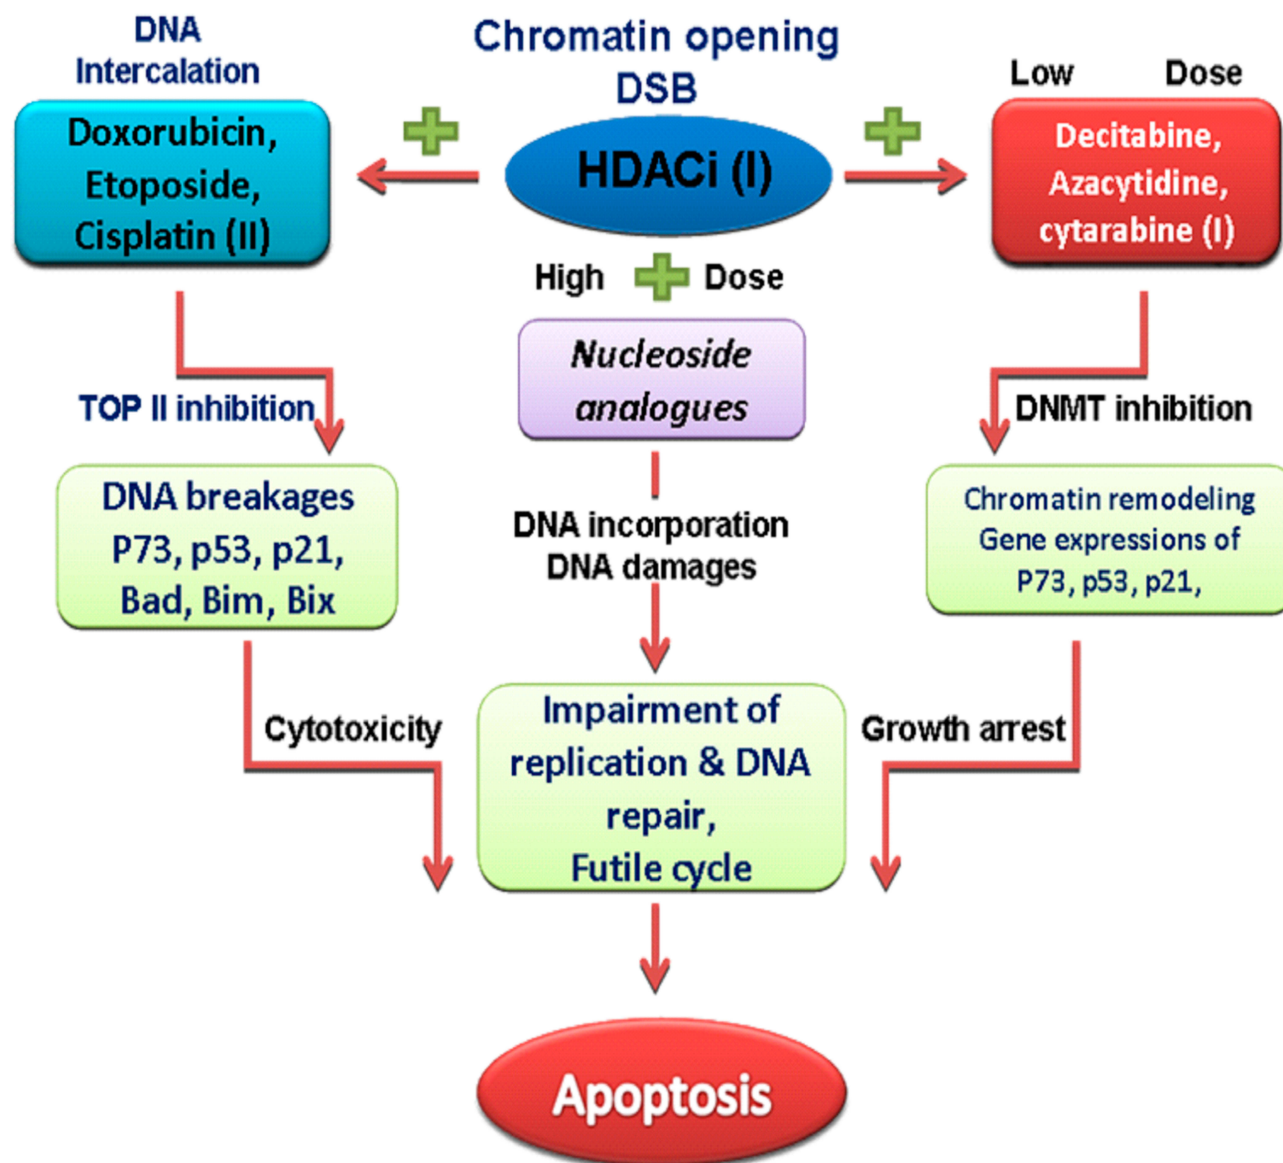 DNA
Intercalation
Doxorubicin,
Etoposide,
Cisplatin (II)
Chromatin opening
DSB
HDACi (I)
Low Dose
Decitabine,
Azacytidine,
cytarabine (I)
High Dose
Nucleoside
analogues
TOP II inhibition
DNMT inhibition
DNA breakages
P73, p53, p21,
Bad, Bim, Bix
DNA incorporation
DNA damages
Chromatin remodeling
Gene expressions of
P73, p53, p21,
Cytotoxicity
Impairment of
replication & DNA
repair,
Futile cycle
Growth arrest
Apoptosis